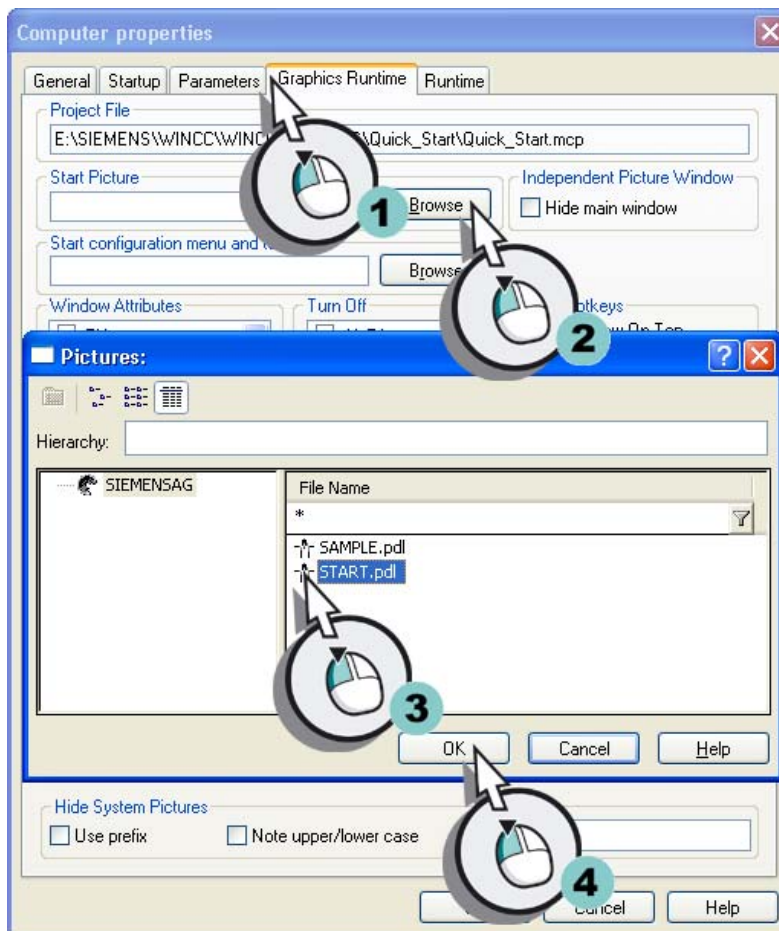 Computer properties
General Startup Parameters Graphics Runtime Runtime
Project File
E:\SIEMENS\WINCC\WINC \Quick_Start\Quick_Start.mcp
Start Picture
Independent Picture Window
1
Browse
Hide main window
Start configuration menu and
Browse
Window Attributes
Turn Off
2
On Top
Pictures:
Hierarchy:
SIEMENSAG
File Name
*
SAMPLE.pdl
START.pdl
3
OK Cancel Help
Hide System Pictures
Use prefix
Note upper/lower case
4
Cancel
Help